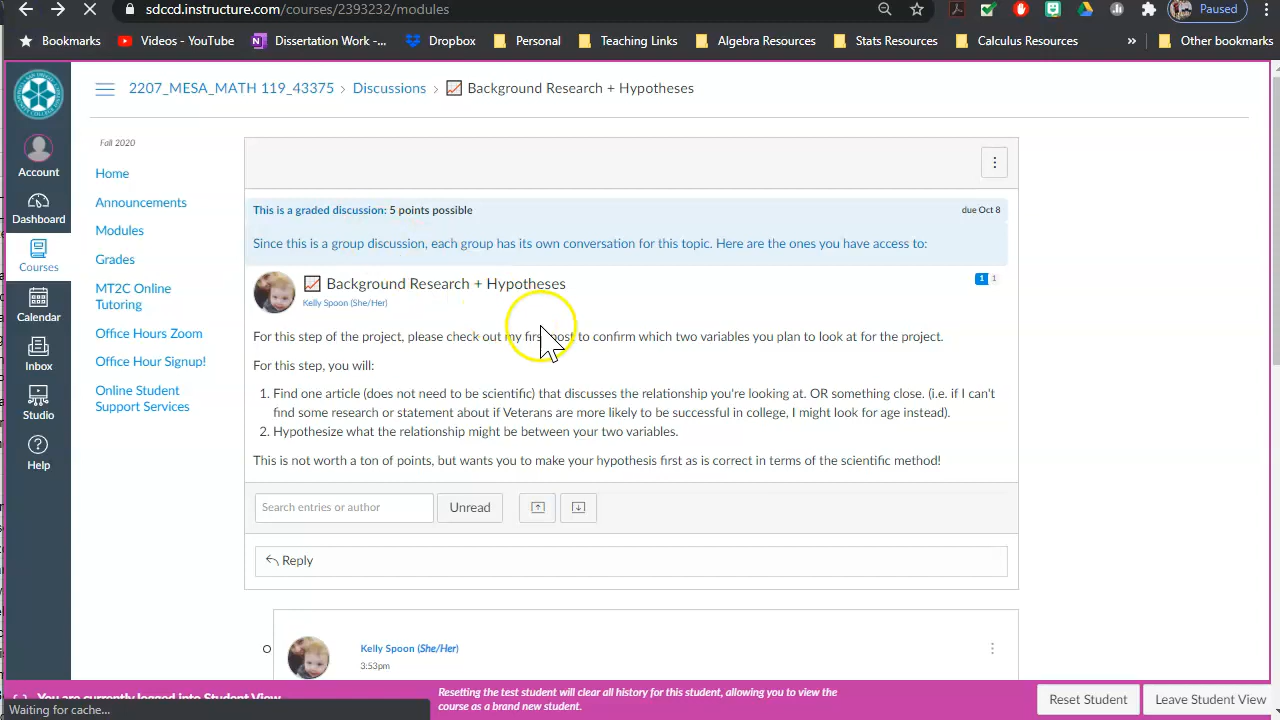 sdccd.instructure.com/courses/2393232/modules
Paused
Bookmarks
Videos - YouTube
Dissertation Work -...
Dropbox
Personal
Teaching Links
Algebra Resources
Stats Resources
Calculus Resources
»
Other bookmarks
2207_MESA_MATH 119_43375 › Discussions › Background Research + Hypotheses
Account
Dashboard
Courses
Calendar
Inbox
Studio
Help
Fall 2020
Home
Announcements
Modules
Grades
MT2C Online
Tutoring
Office Hours Zoom
Office Hour Signup!
Online Student
Support Services
This is a graded discussion: 5 points possible
due Oct 8
Since this is a group discussion, each group has its own conversation for this topic. Here are the ones you have access to:
Background Research + Hypotheses
1 1
Kelly Spoon (She/Her)
For this step of the project, please check out my first post to confirm which two variables you plan to look at for the project.
For this step, you will:
1. Find one article (does not need to be scientific) that discusses the relationship you're looking at. OR something close. (i.e. if I can't
find some research or statement about if Veterans are more likely to be successful in college, I might look for age instead).
2. Hypothesize what the relationship might be between your two variables.
This is not worth a ton of points, but wants you to make your hypothesis first as is correct in terms of the scientific method!
Search entries or author
Unread
Reply
Kelly Spoon (She/Her)
3:53pm
You are currently logged into Student View
Resetting the test student will clear all history for this student, allowing you to view the
course as a brand new student.
Reset Student
Leave Student View
Waiting for cache...